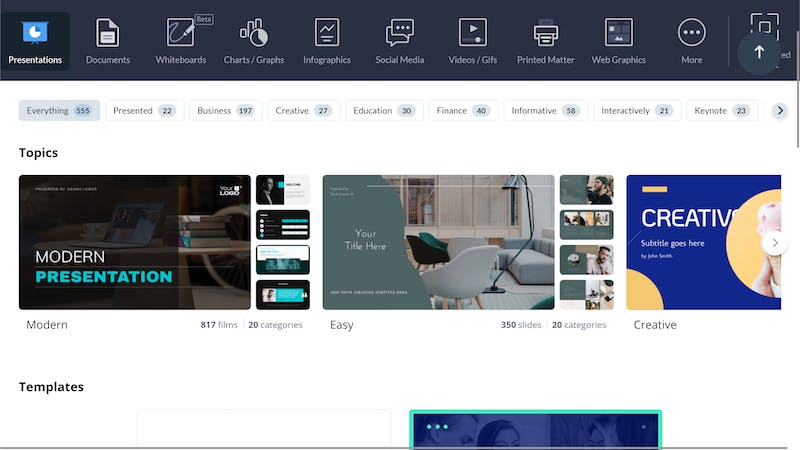 Presentations
Documents
Beta
Whiteboards
Charts / Graphs
Infographics
Social Media
Videos / Gifs
Printed Matter
Web Graphics
More
Everything 555
Presented 22
Business 197
Creative 27
Education 30
Finance 40
Informative 58
Interactively 21
Keynote 23
Topics
PRESENTED BY: SARAH LOWES
Your LOGO
MODERN
PRESENTATION
WELCOME
Modern
817 films
20 categories
Your
Title Here
ADD YOUR AMAZING SUBTITLE HERE
Easy
350 slides
20 categories
CREATIV
Subtitle goes here
by John Smith
Creative
Templates